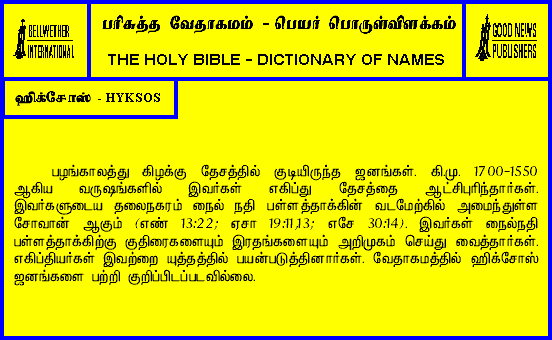 BELLWETHER
INTERNATIONAL
பரிசுத்த வேதாகமம் - பெயர் பொருள்விளக்கம்
THE HOLY BIBLE - DICTIONARY OF NAMES
GOOD NEWS
PUBLISHERS
ஹிக்சோஸ் - HYKSOS
பழங்காலத்து கிழக்கு தேசத்தில் குடியிருந்த ஜனங்கள். கி.மு. 1700-1550
ஆகிய வருஷங்களில் இவர்கள் எகிப்து தேசத்தை ஆட்சிபுரிந்தார்கள்.
இவர்களுடைய தலைநகரம் நைல் நதி பள்ளத்தாக்கின் வடமேற்கில் அமைந்துள்ள
சோவான் ஆகும் (எண் 13:22; ஏசா 19:11,13; எசே 30:14). இவர்கள் நைல்நதி
பள்ளத்தாக்கிற்கு குதிரைகளையும் இரதங்களையும் அறிமுகம் செய்து வைத்தார்கள்.
எகிப்தியர்கள் இவற்றை யுத்தத்தில் பயன்படுத்தினார்கள். வேதாகமத்தில் ஹிக்சோஸ்
ஜனங்களை பற்றி குறிப்பிடப்படவில்லை.